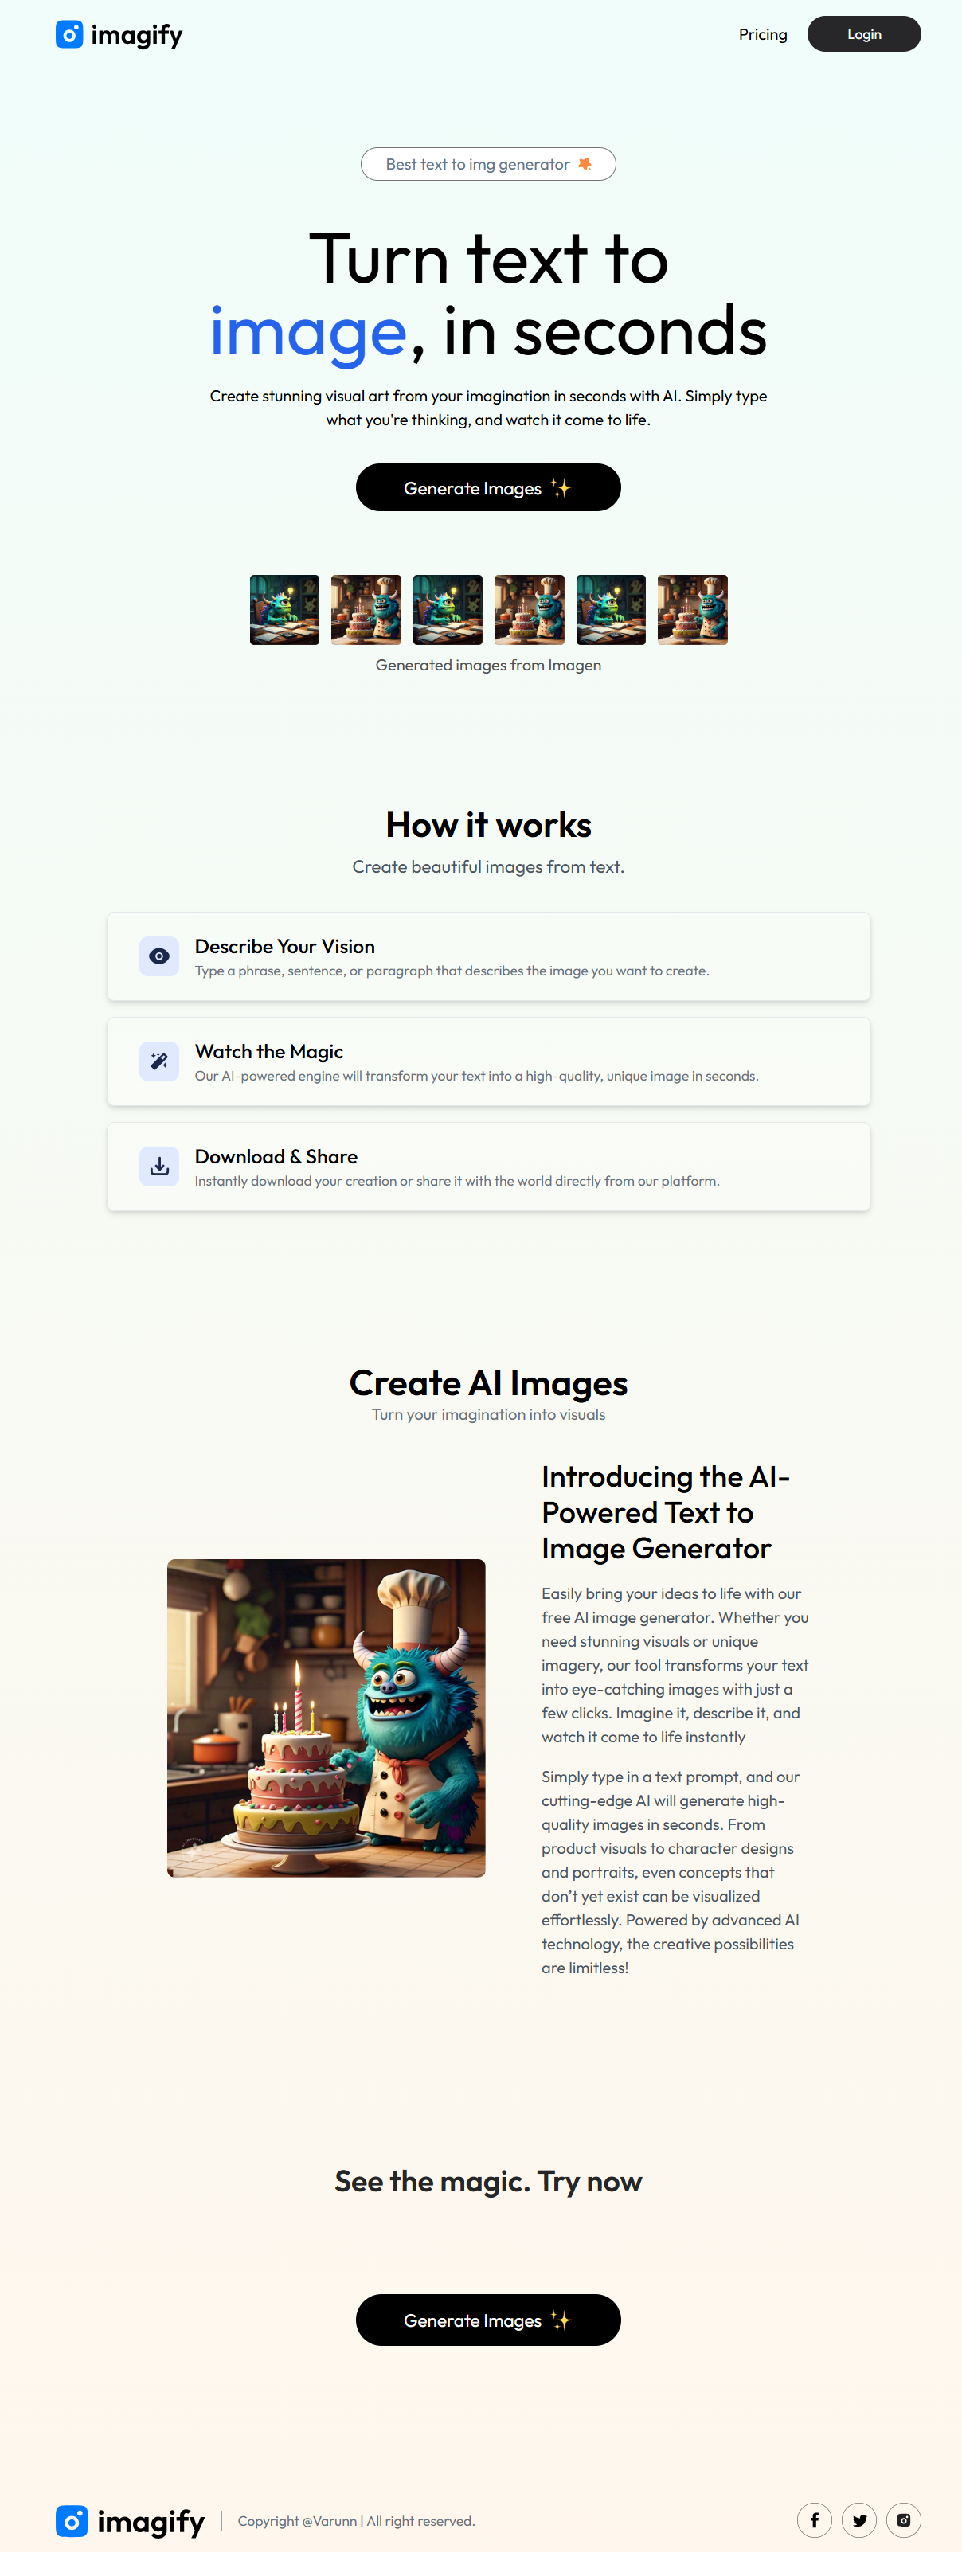 imagify
Pricing
Login
Best text to img generator
Turn text to
image, in seconds
Create stunning visual art from your imagination in seconds with AI. Simply type
what you're thinking, and watch it come to life.
Generate Images ✨
Generated images from Imagen
How it works
Create beautiful images from text.
Describe Your Vision
Type a phrase, sentence, or paragraph that describes the image you want to create.
Watch the Magic
Our AI-powered engine will transform your text into a high-quality, unique image in seconds.
Download & Share
Instantly download your creation or share it with the world directly from our platform.
Create AI Images
Turn your imagination into visuals
Introducing the AI-
Powered Text to
Image Generator
Easily bring your ideas to life with our
free AI image generator. Whether you
need stunning visuals or unique
imagery, our tool transforms your text
into eye-catching images with just a
few clicks. Imagine it, describe it, and
watch it come to life instantly
Simply type in a text prompt, and our
cutting-edge AI will generate high-
quality images in seconds. From
product visuals to character designs
and portraits, even concepts that
don’t yet exist can be visualized
effortlessly. Powered by advanced AI
technology, the creative possibilities
are limitless!
See the magic. Try now
Generate Images ✨
imagify
Copyright @Varunn | All right reserved.